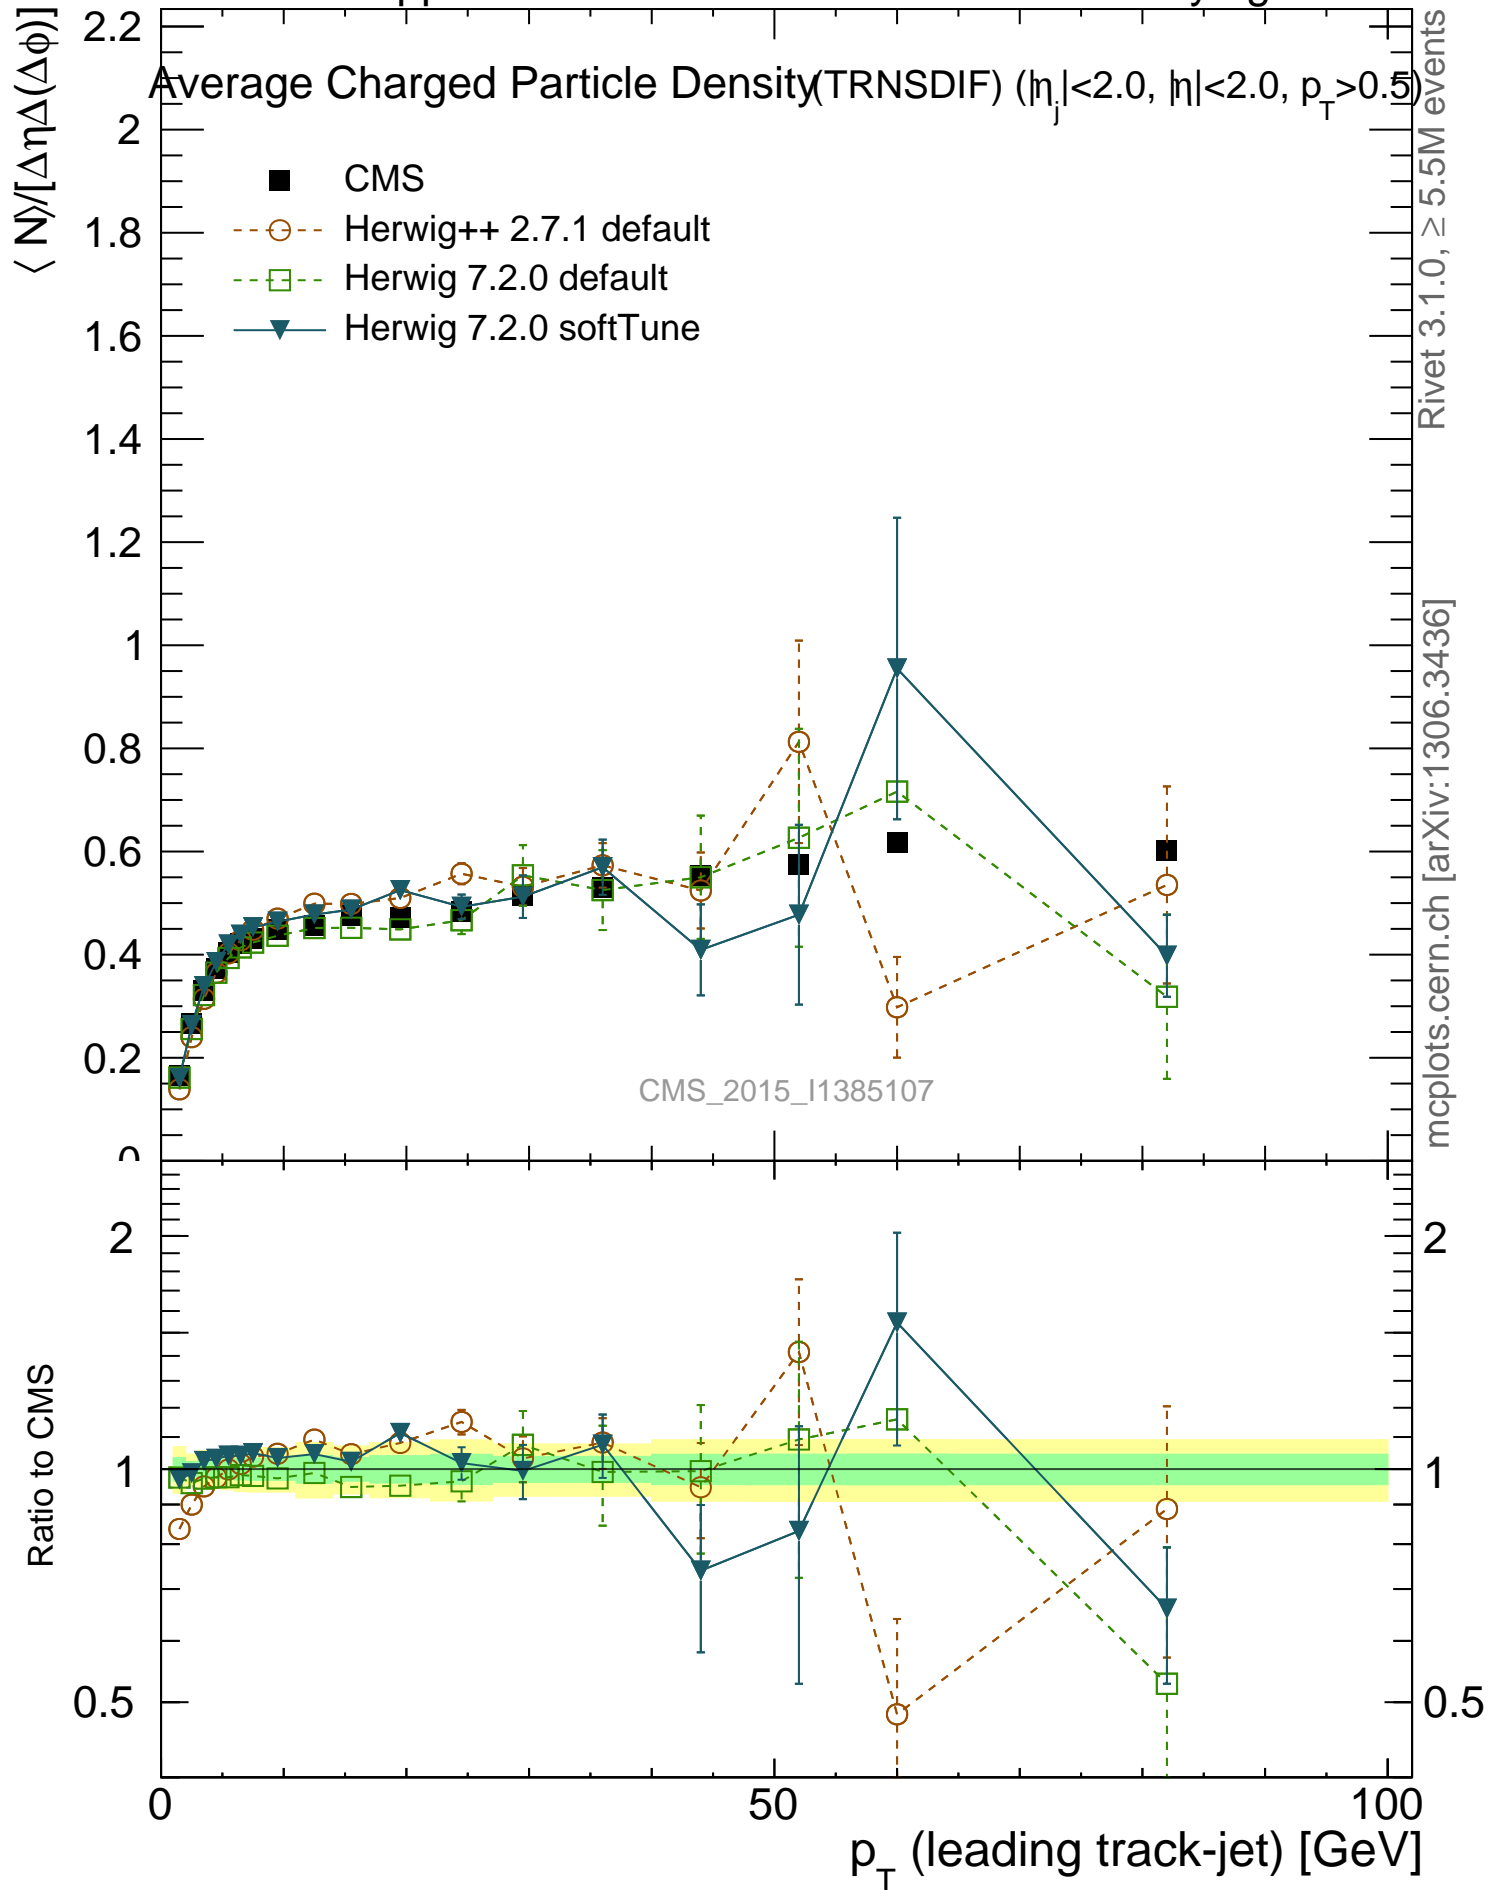 Average Charged Particle Density (TRNSDIF) (|η_j|<2.0, |η|<2.0, p_T>0.5)
⟨ N⟩/[ΔηΔ(Δϕ)]
CMS
Herwig++ 2.7.1 default
Herwig 7.2.0 default
Herwig 7.2.0 softTune
2.2
2
1.8
1.6
1.4
1.2
1
0.8
0.6
0.4
0.2
0
CMS_2015_I1385107
Rivet 3.1.0, ≥ 5.5M events
mcplots.cern.ch [arXiv:1306.3436]
Ratio to CMS
2
1
0.5
2
1
0.5
0
50
100
p_T (leading track-jet) [GeV]